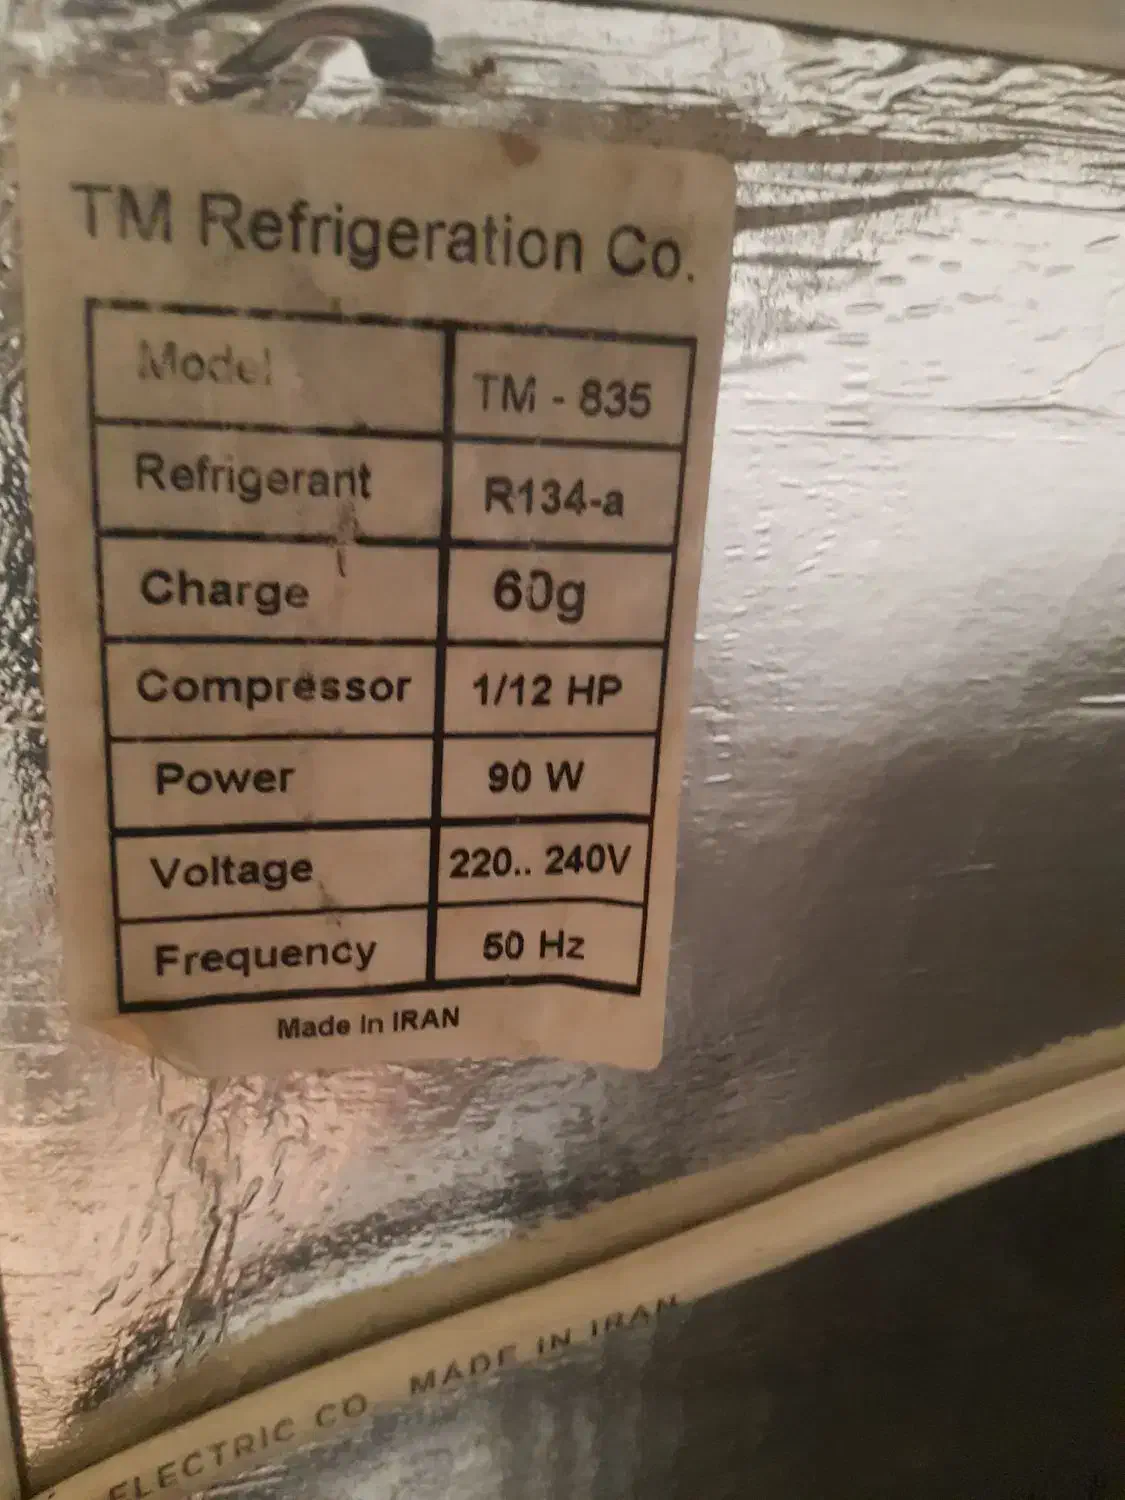 TM Refrigeration Co.
Model TM - 835
Refrigerant R134-a
Charge 60g
Compressor 1/12 HP
Power 90 W
Voltage 220.. 240V
Frequency 50 Hz
Made in IRAN
ELECTRIC CO. MADE IN IRAN